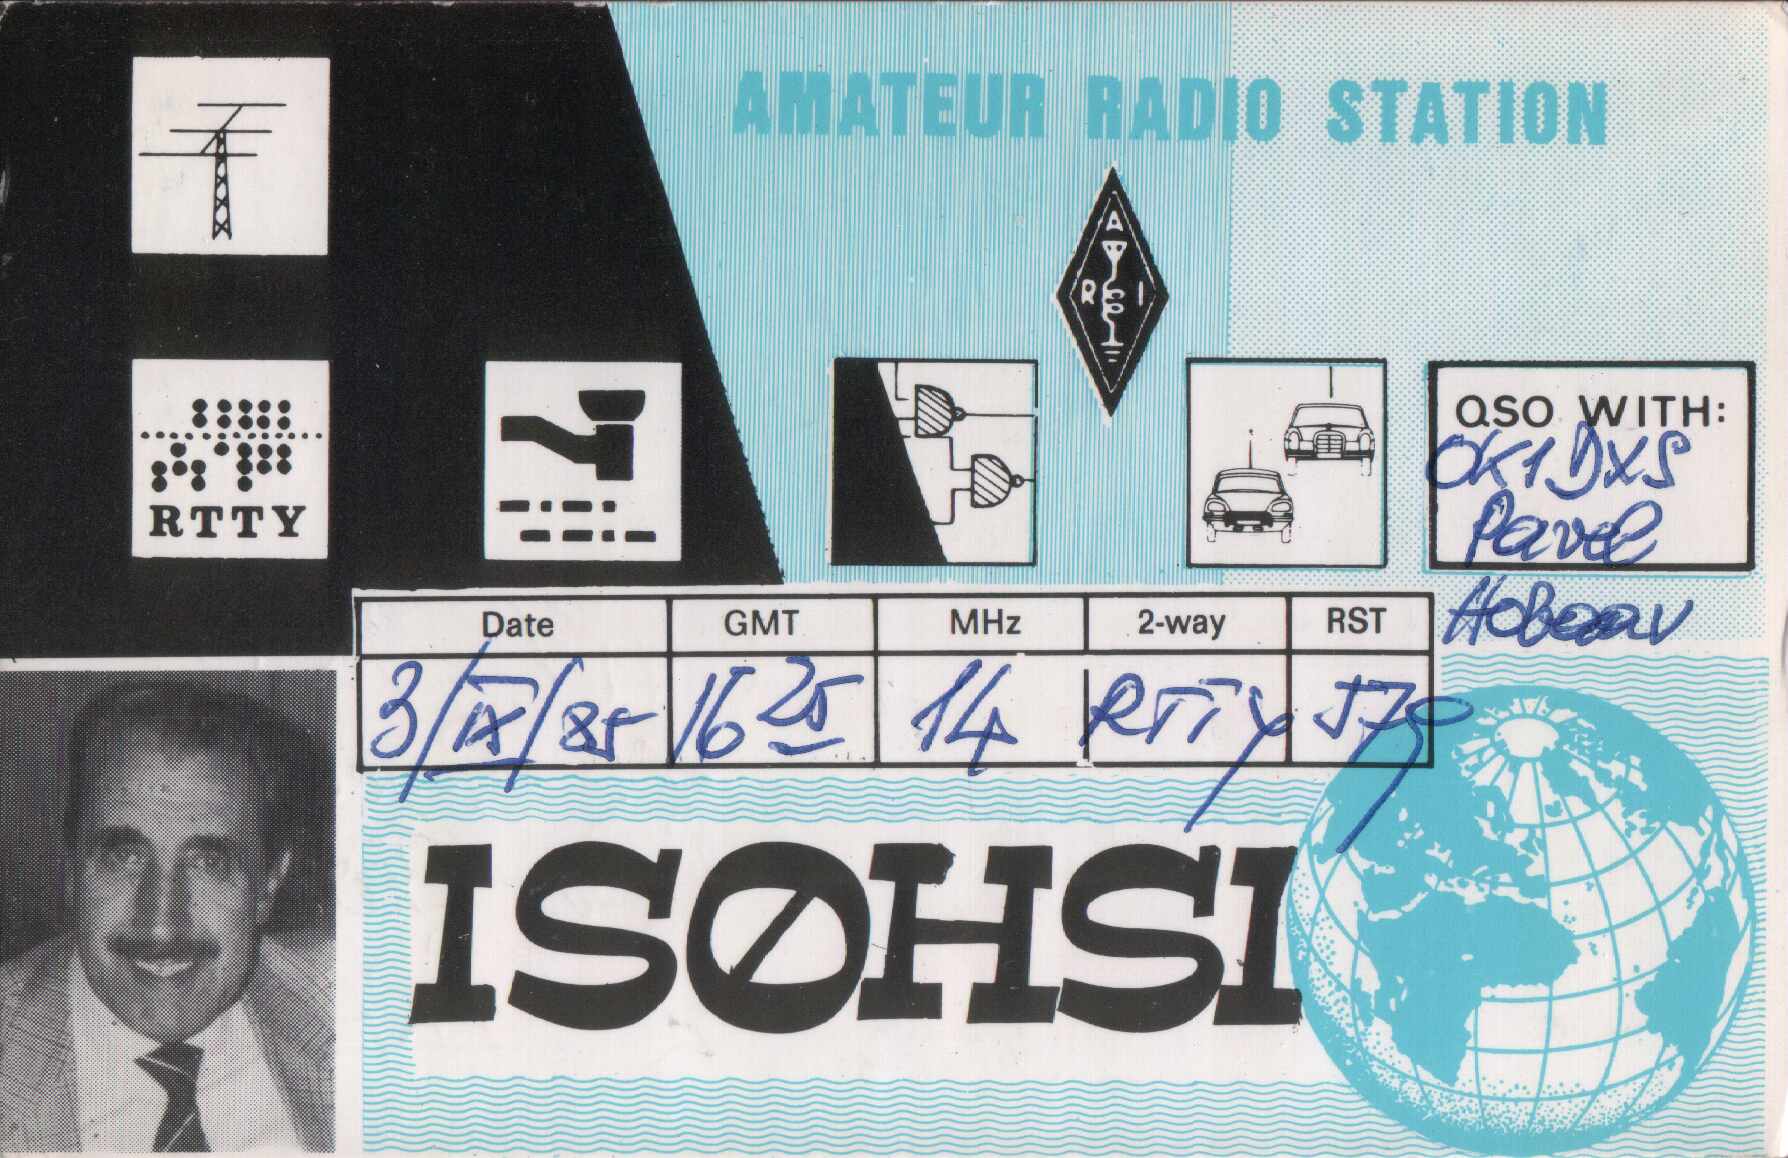 AMATEUR RADIO STATION
A
R I
RTTY
QSO WITH:
OK1DXS
Pavel
Date GMT MHz 2-way RST
3/IX/85 16 25 14 RTTY 579
ISØHSI